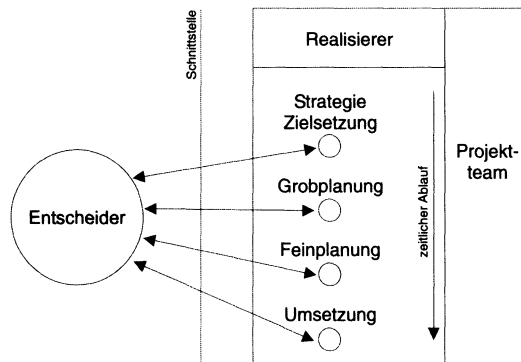 Schnittstelle
Realisierer
Strategie
Zielsetzung
Projekt-
team
Grobplanung
Entscheider
Feinplanung
Umsetzung
zeitlicher Ablauf